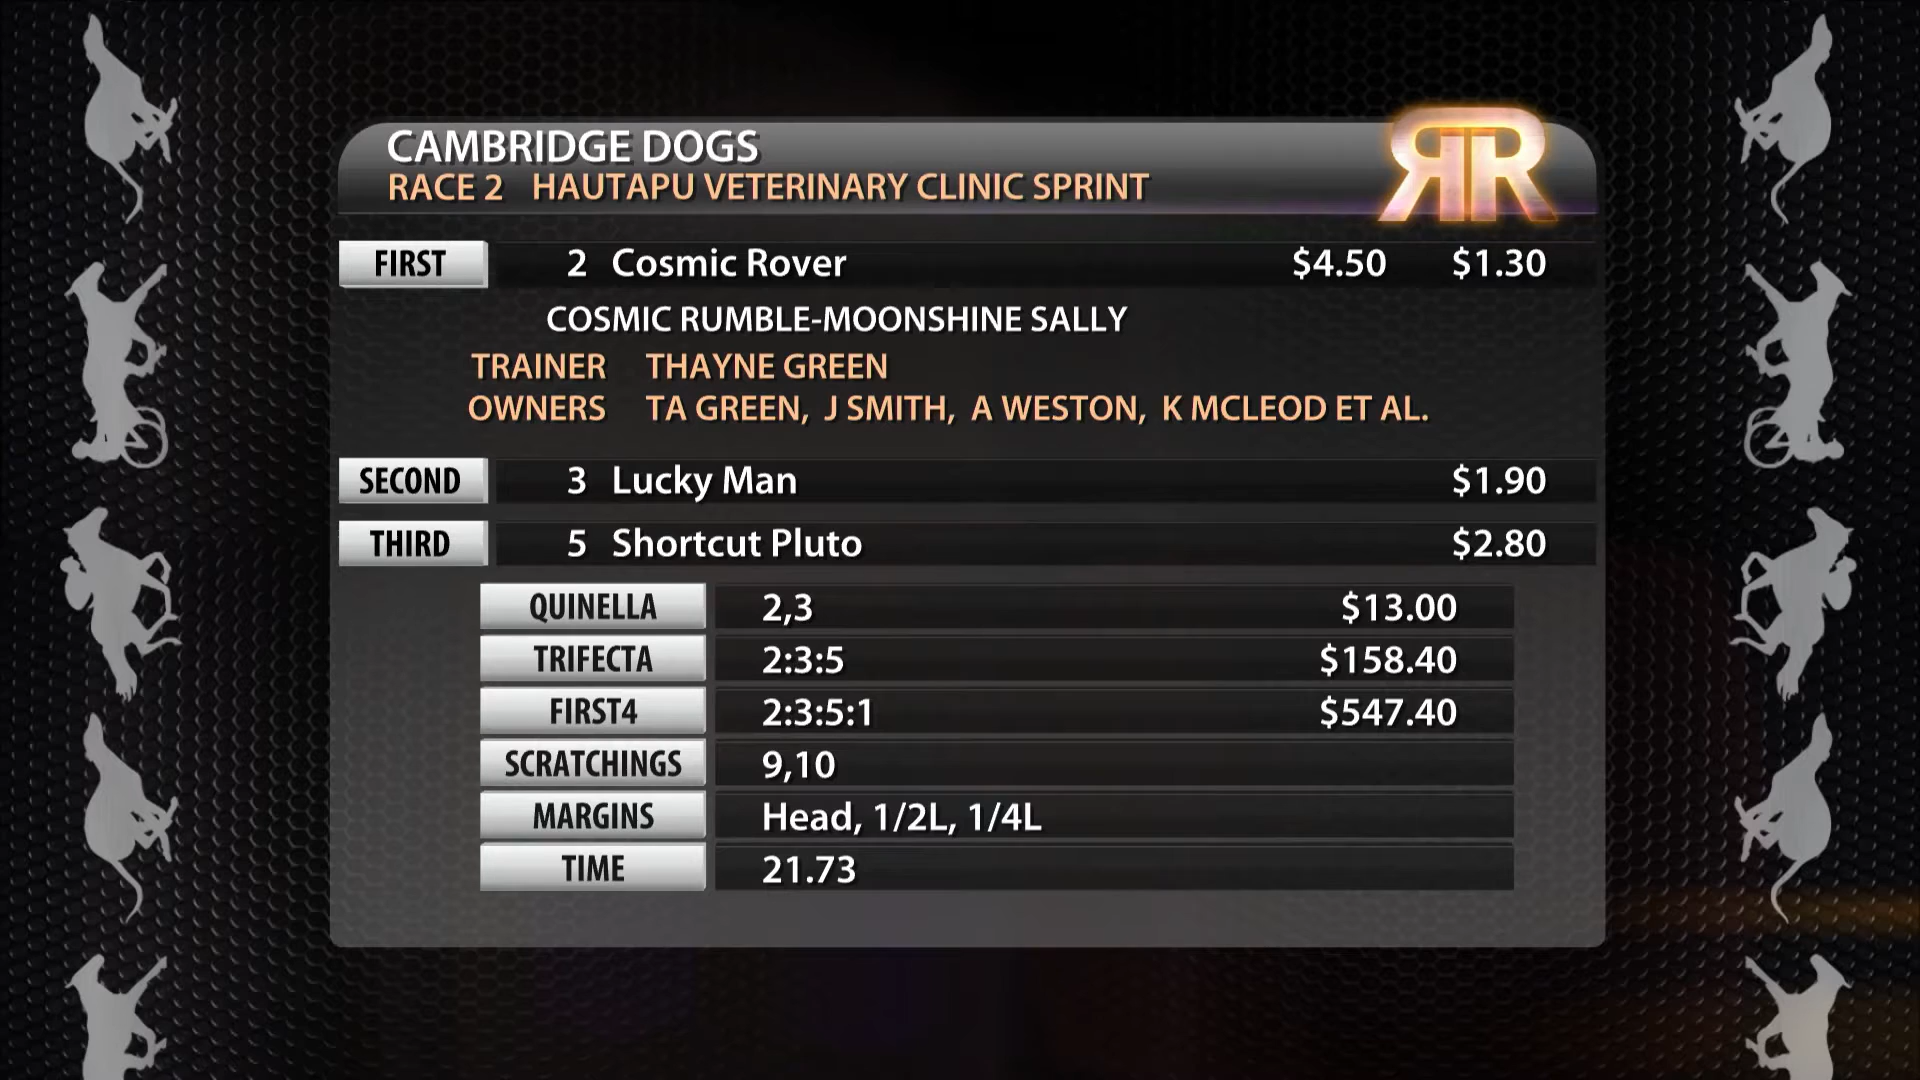 CAMBRIDGE DOGS
RACE 2 HAUTAPU VETERINARY CLINIC SPRINT
RR
FIRST 2 Cosmic Rover $4.50 $1.30
COSMIC RUMBLE-MOONSHINE SALLY
TRAINER THAYNE GREEN
OWNERS TA GREEN, J SMITH, A WESTON, K MCLEOD ET AL.
SECOND 3 Lucky Man $1.90
THIRD 5 Shortcut Pluto $2.80
QUINELLA 2,3 $13.00
TRIFECTA 2:3:5 $158.40
FIRST4 2:3:5:1 $547.40
SCRATCHINGS 9,10
MARGINS Head, 1/2L, 1/4L
TIME 21.73